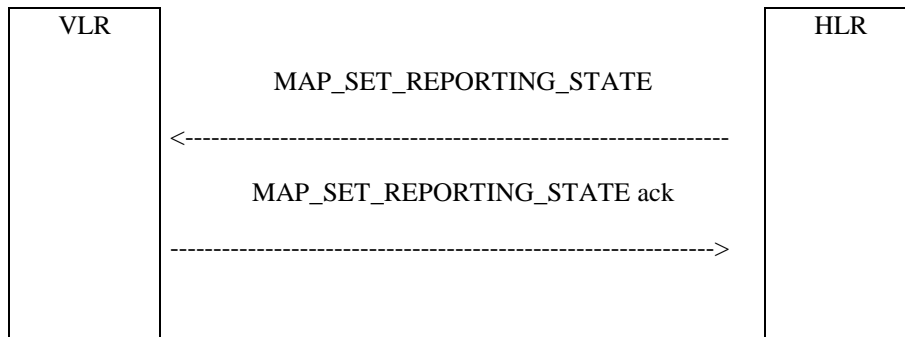 VLR
HLR
MAP_SET_REPORTING_STATE
MAP_SET_REPORTING_STATE ack